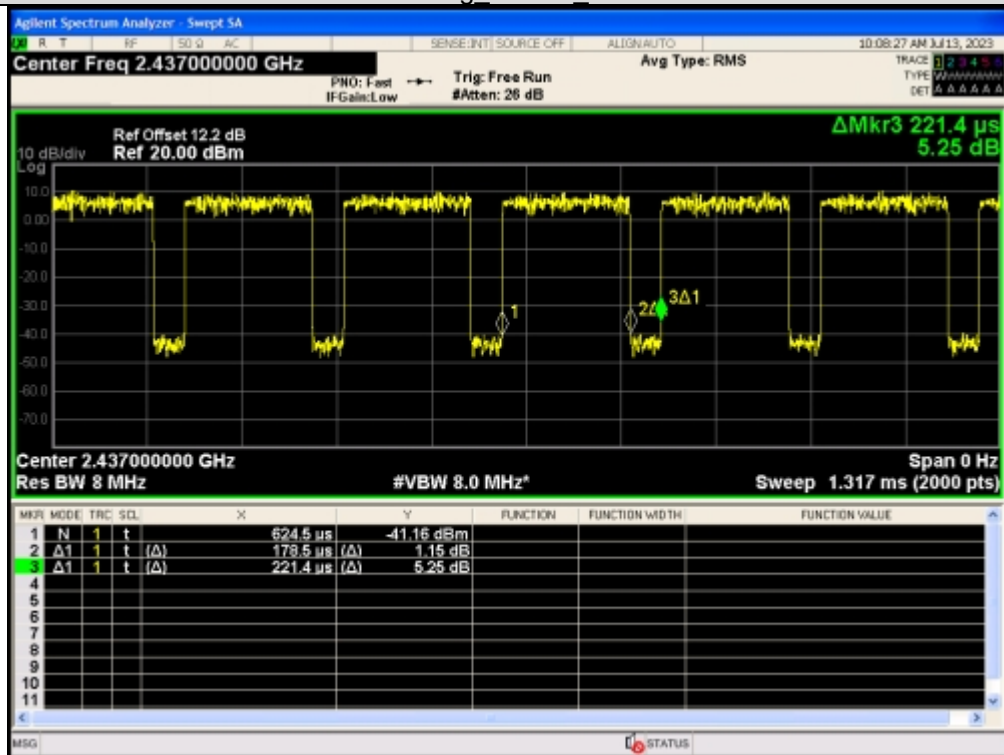 Agilent Spectrum Analyzer - Swept SA
R T RF 50 Ω AC SENSE:INT SOURCE OFF ALIGNAUTO 10:08:27 AM Jul 13, 2023
Center Freq 2.437000000 GHz Avg Type: RMS TRACE 1 2 3 4 5 6
PNO: Fast Trig: Free Run TYPE
IFGain:Low #Atten: 26 dB DET A A A A A A
ΔMkr3 221.4 µs
Ref Offset 12.2 dB
10 dB/div Ref 20.00 dBm 5.25 dB
Log
10.0
0.00
-10.0
-20.0
-30.0
1 2Δ 3Δ1
-40.0
-50.0
-60.0
-70.0
Center 2.437000000 GHz Span 0 Hz
Res BW 8 MHz #VBW 8.0 MHz* Sweep 1.317 ms (2000 pts)
MKR MODE TRC SCL X Y FUNCTION FUNCTION WIDTH FUNCTION VALUE
1 N 1 t 624.5 µs -41.16 dBm
2 Δ1 1 t (Δ) 178.5 µs (Δ) 1.15 dB
3 Δ1 1 t (Δ) 221.4 µs (Δ) 5.25 dB
4
5
6
7
8
9
10
11
MSG STATUS